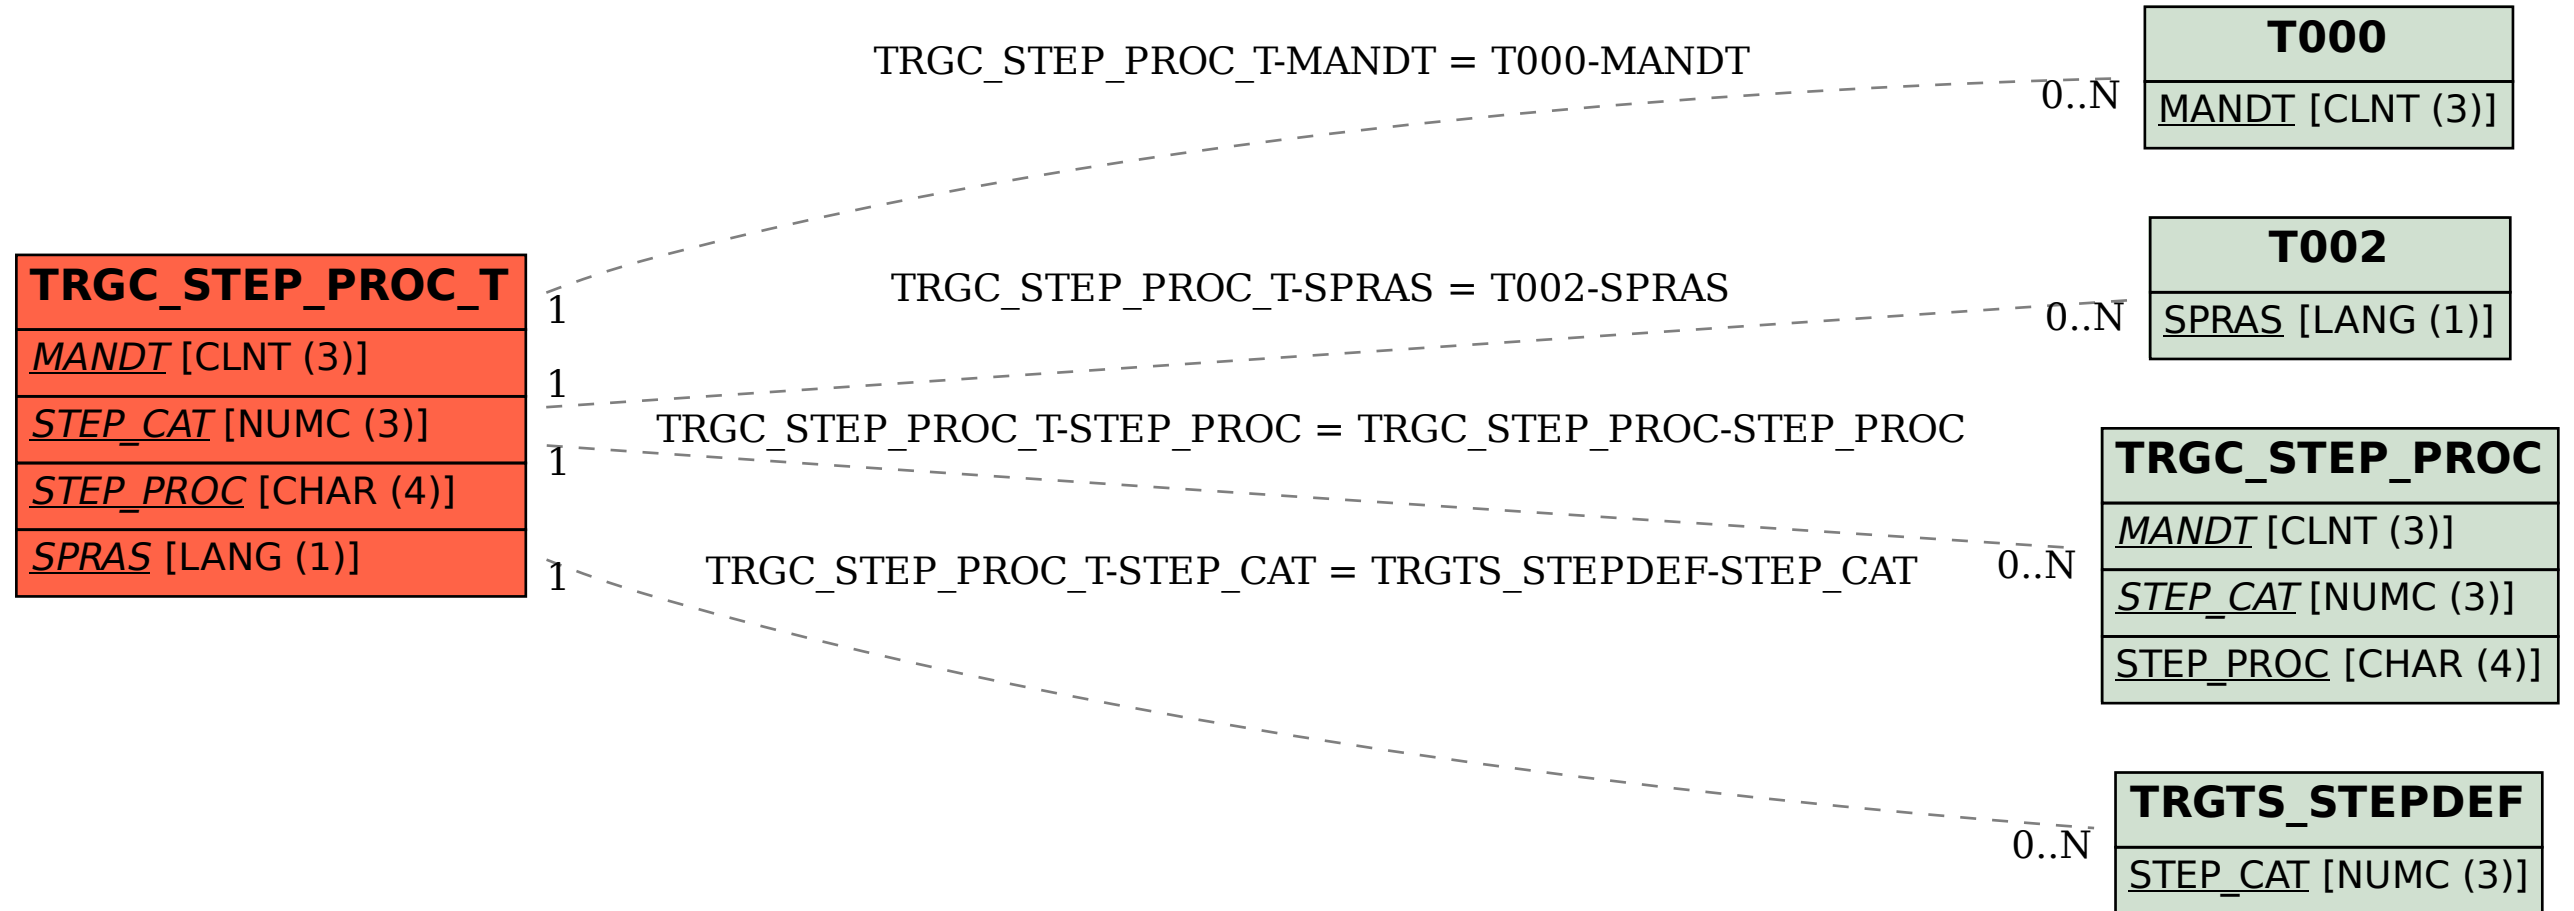 TRGC_STEP_PROC_T
MANDT [CLNT (3)]
STEP_CAT [NUMC (3)]
STEP_PROC [CHAR (4)]
SPRAS [LANG (1)]
TRGC_STEP_PROC_T-MANDT = T000-MANDT
1
0..N
T000
MANDT [CLNT (3)]
TRGC_STEP_PROC_T-SPRAS = T002-SPRAS
1
0..N
T002
SPRAS [LANG (1)]
TRGC_STEP_PROC_T-STEP_PROC = TRGC_STEP_PROC-STEP_PROC
1
0..N
TRGC_STEP_PROC
MANDT [CLNT (3)]
STEP_CAT [NUMC (3)]
STEP_PROC [CHAR (4)]
TRGC_STEP_PROC_T-STEP_CAT = TRGTS_STEPDEF-STEP_CAT
1
0..N
TRGTS_STEPDEF
STEP_CAT [NUMC (3)]